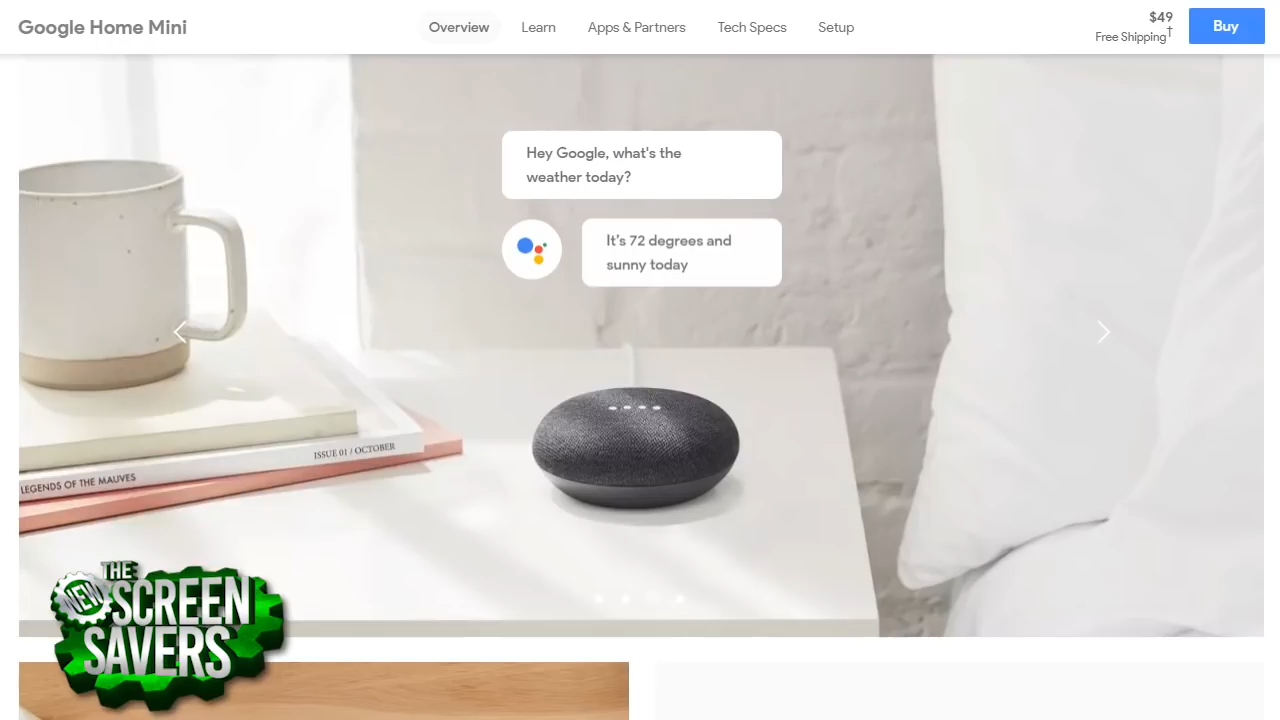 Google Home Mini
Overview
Learn
Apps & Partners
Tech Specs
Setup
$49
Free Shipping†
Buy
Hey Google, what's the
weather today?
It's 72 degrees and
sunny today
ISSUE 01 / OCTOBER
LEGENDS OF THE MAUVES
THE
NEW
SCREEN
SAVERS